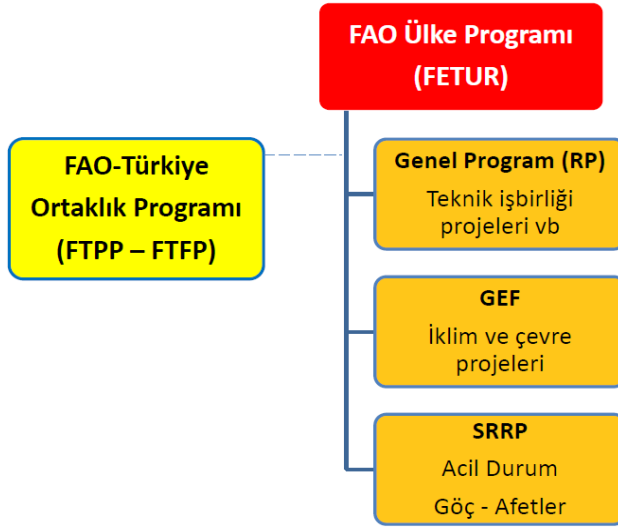 FAO Ülke Programı
(FETUR)
FAO-Türkiye
Ortaklık Programı
(FTPP – FTFP)
Genel Program (RP)
Teknik işbirliği
projeleri vb
GEF
İklim ve çevre
projeleri
SRRP
Acil Durum
Göç - Afetler